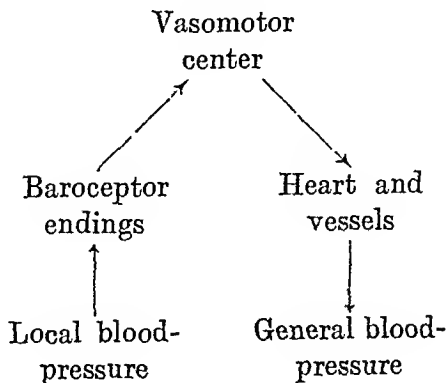 Vasomotor
center
Baroceptor
endings
Heart and
vessels
Local blood-
pressure
General blood-
pressure